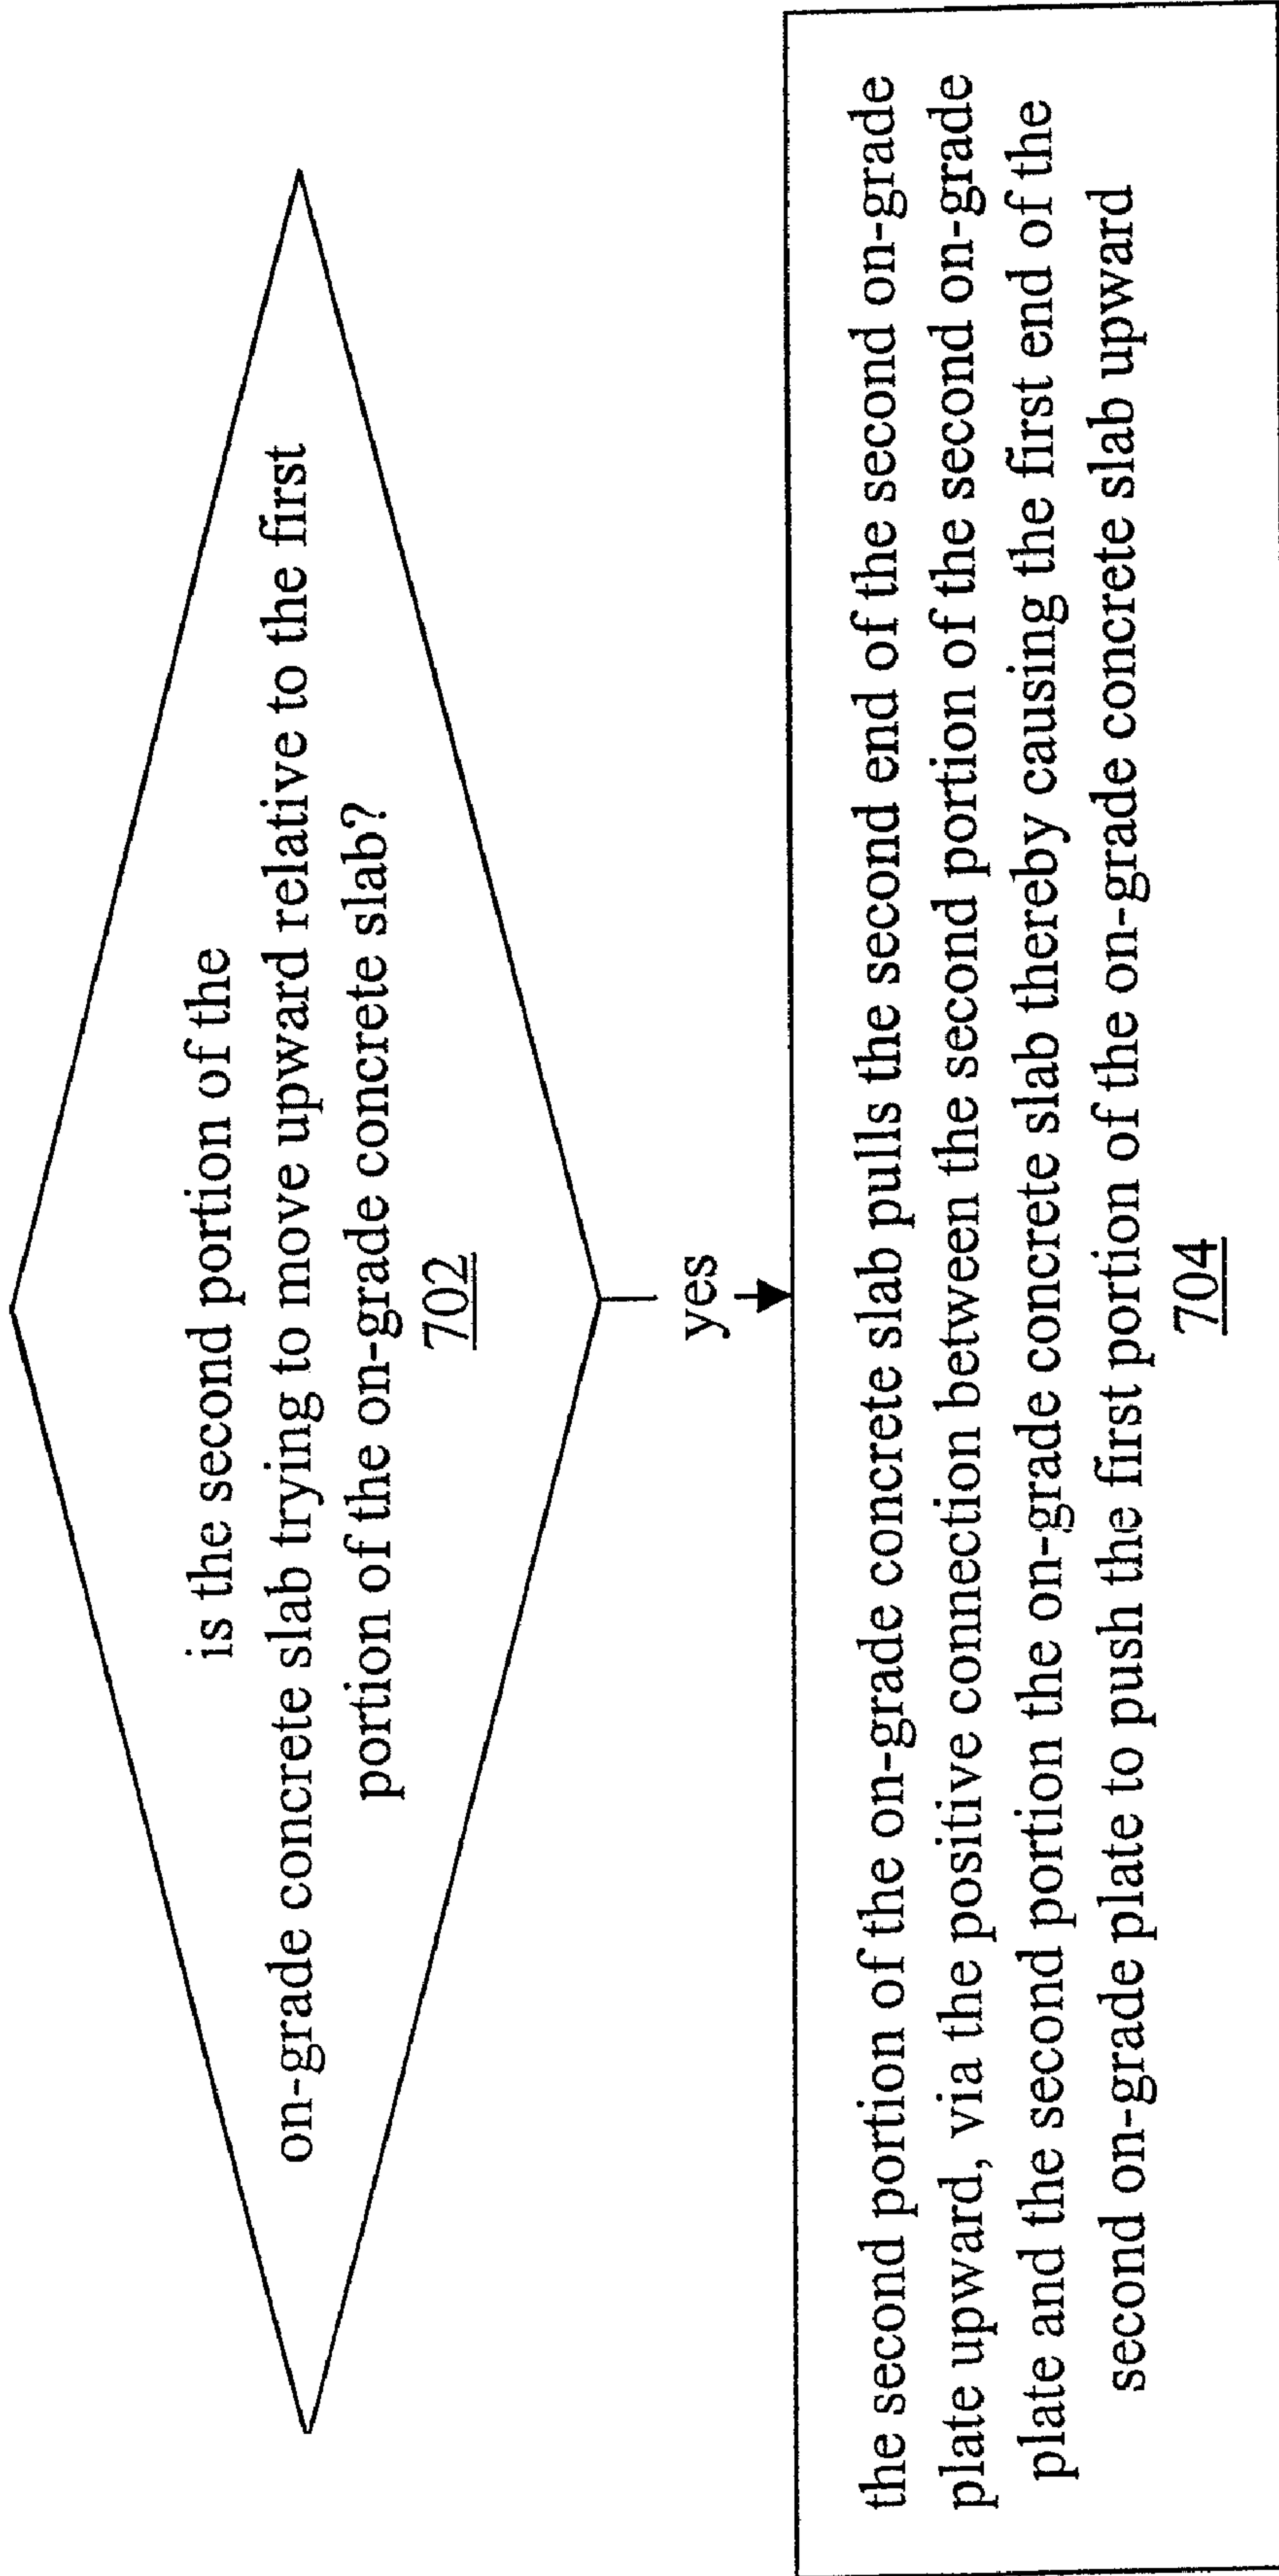 is the second portion of the
on-grade concrete slab trying to move upward relative to the first
portion of the on-grade concrete slab?
702
yes
the second portion of the on-grade concrete slab pulls the second end of the second on-grade
plate upward, via the positive connection between the second portion of the second on-grade
plate and the second portion the on-grade concrete slab thereby causing the first end of the
second on-grade plate to push the first portion of the on-grade concrete slab upward
704